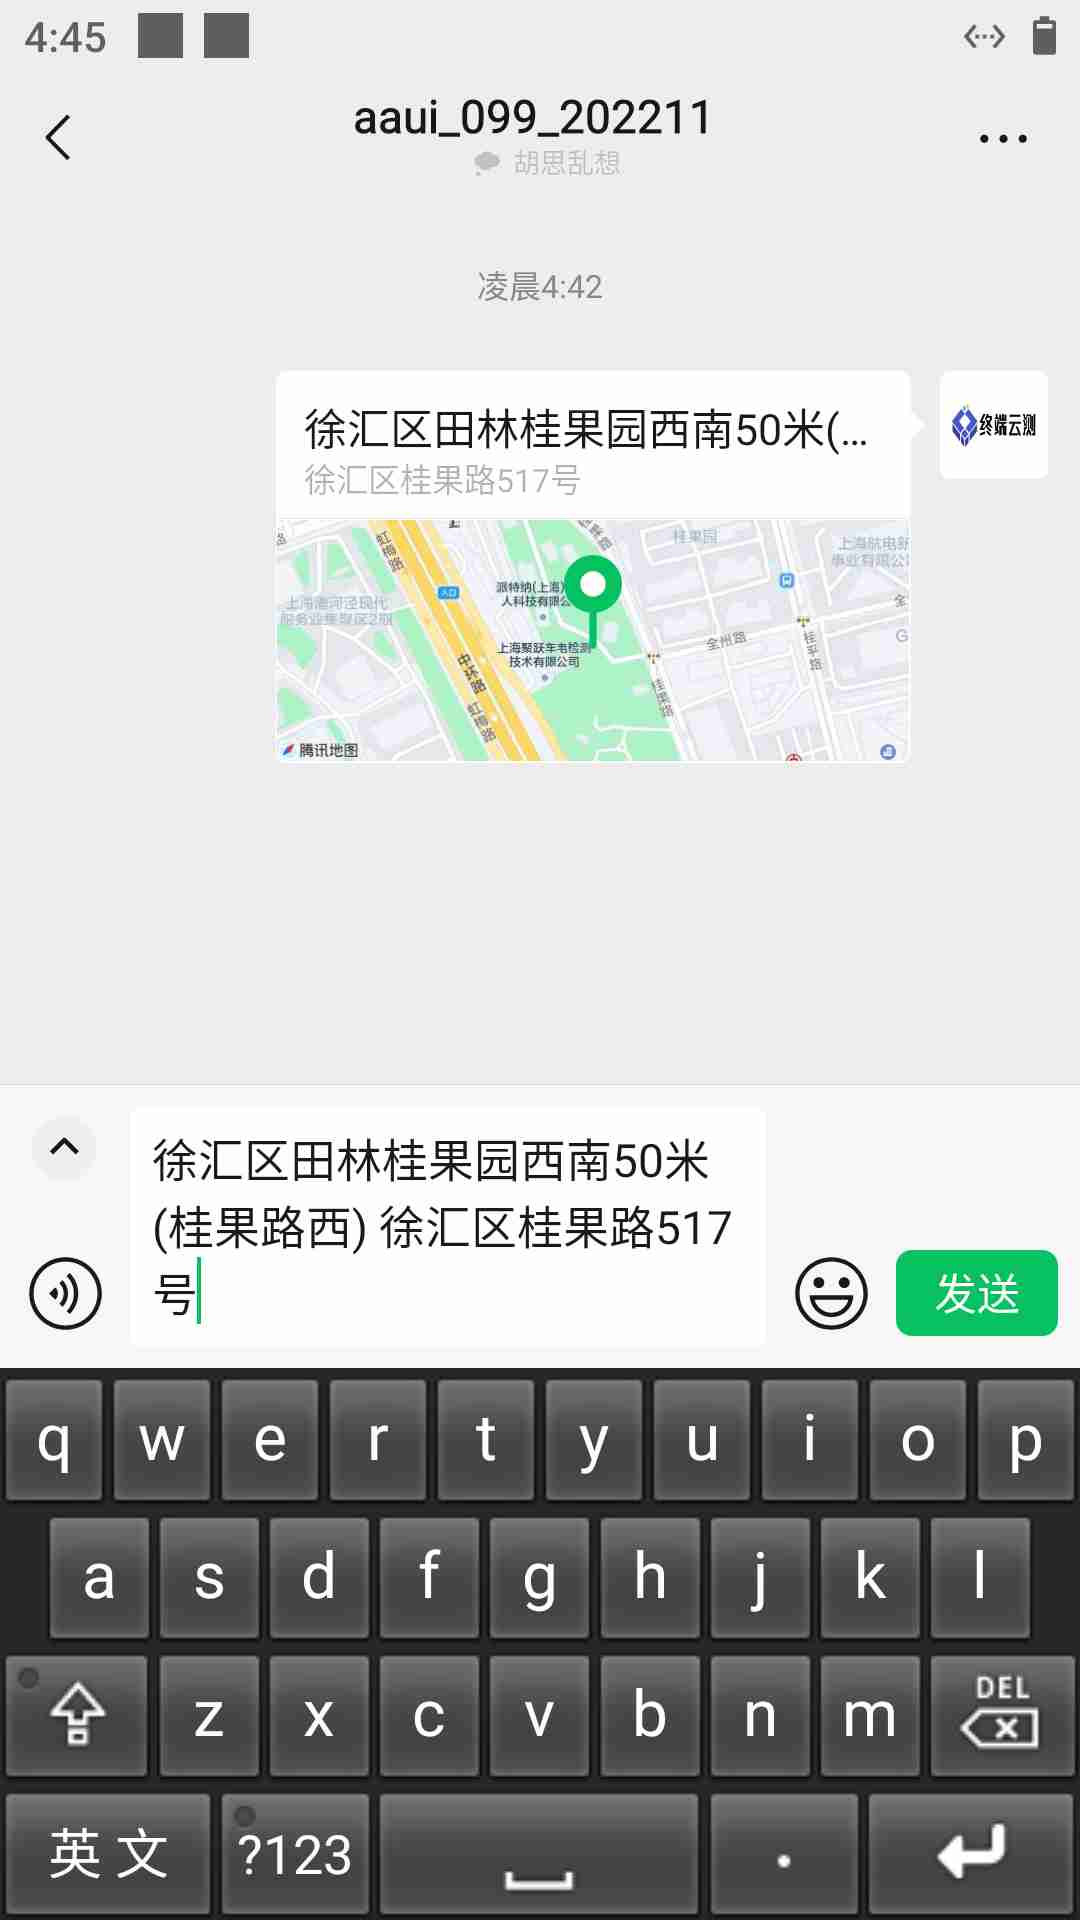 4:45
aaui_099_202211
胡思乱想
凌晨4:42
徐汇区田林桂果园西南50米(...
徐汇区桂果路517号
终端云测
虹梅路
桂果园
上海航电新
事业有限公
入口
派特纳(上海)
人科技有限公
上海漕河泾现代
服务业集聚区2期
全
G
上海聚跃车电检测
技术有限公司
全州路
桂平路
中环路
虹梅路
桂果路
腾讯地图
徐汇区田林桂果园西南50米
(桂果路西) 徐汇区桂果路517
号
发送
q w e r t y u i o p
a s d f g h j k l
z x c v b n m DEL
英 文 ?123 .